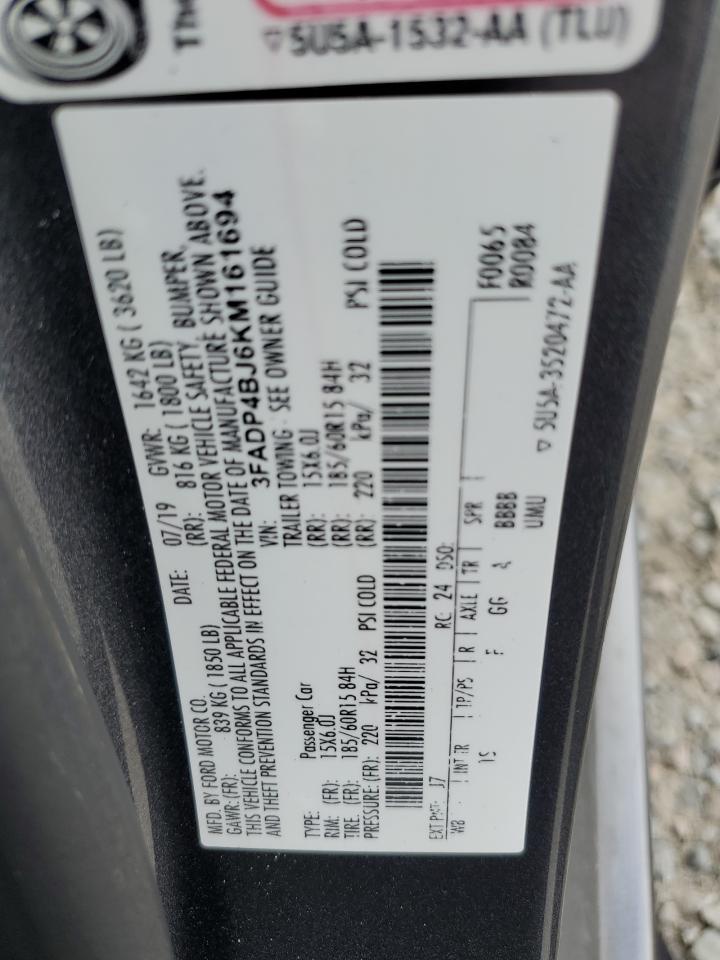 The
5U5A-1532-AA (TLU)
MFD. BY FORD MOTOR CO.
DATE: 07/19 GVWR: 1642 KG ( 3620 LB)
GAWR: (FR): 839 KG ( 1850 LB) (RR): 816 KG ( 1800 LB)
THIS VEHICLE CONFORMS TO ALL APPLICABLE FEDERAL MOTOR VEHICLE SAFETY, BUMPER,
AND THEFT PREVENTION STANDARDS IN EFFECT ON THE DATE OF MANUFACTURE SHOWN ABOVE.
VIN: 3FADP4BJ6KM161694
TYPE: Passenger Car TRAILER TOWING - SEE OWNER GUIDE
RIM: (FR): 15X6.0J (RR): 15X6.0J
TIRE: (FR): 185/60R15 84H (RR): 185/60R15 84H
PRESSURE: (FR): 220 kPa/ 32 PSI COLD (RR): 220 kPa/ 32 PSI COLD
EXT PNT: J7 RC: 24 DSO: F0065
WB INT TR TP/PS R AXLE TR SPR R0084
1S F GG BBBB
UMU
5U5A-3520472-AA